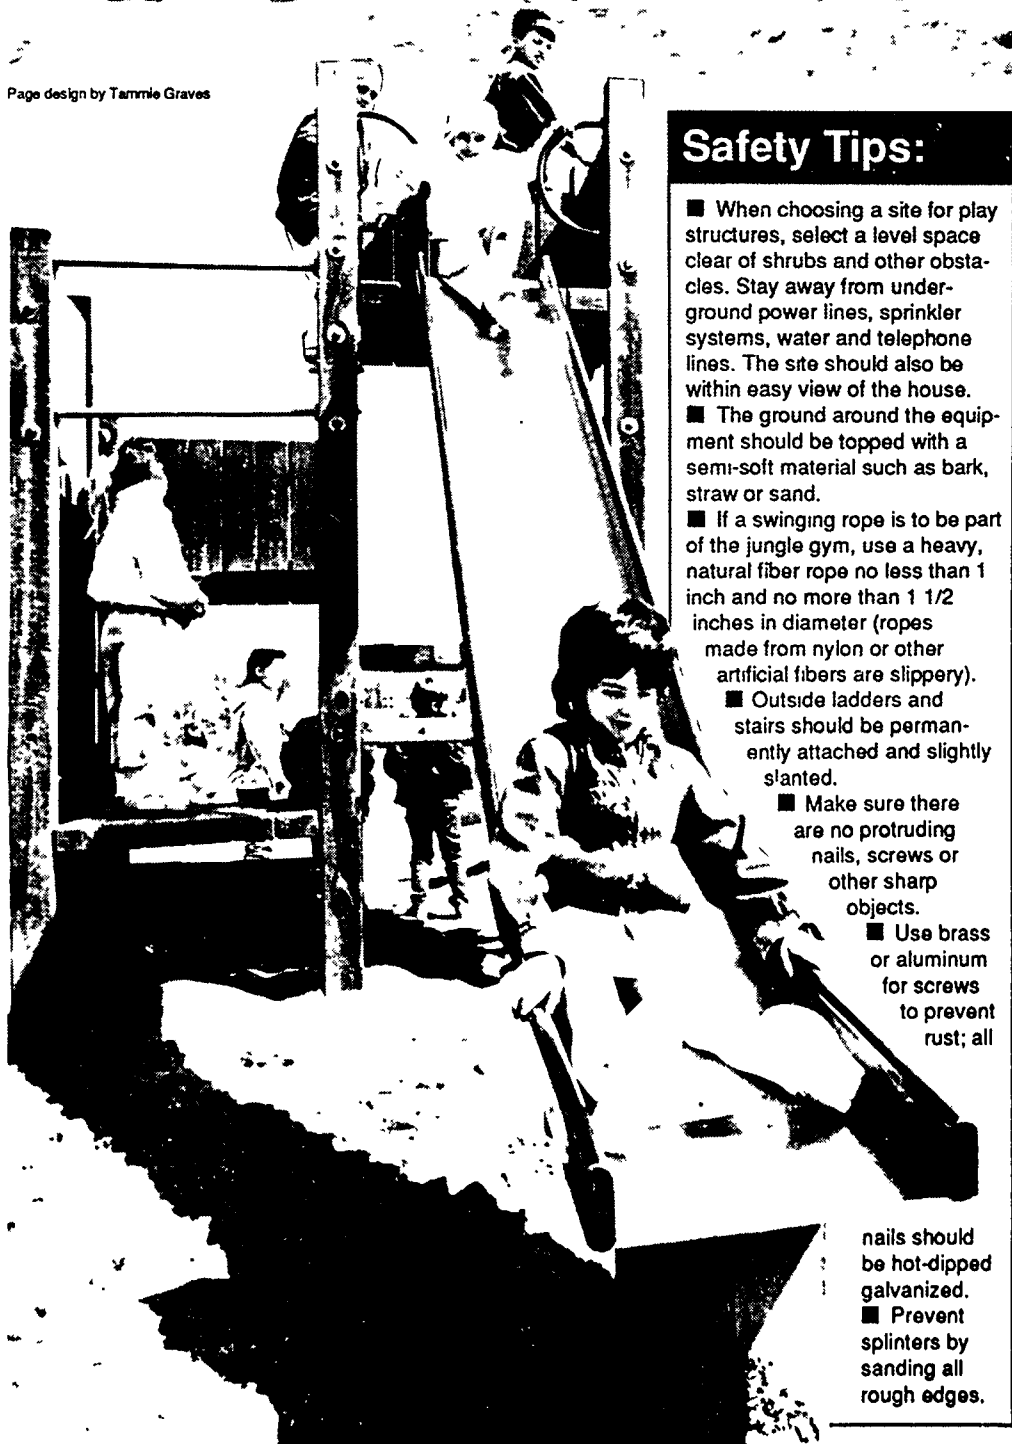 Page design by Tammie Graves
Safety Tips:
■ When choosing a site for play
structures, select a level space
clear of shrubs and other obsta-
cles. Stay away from under-
ground power lines, sprinkler
systems, water and telephone
lines. The site should also be
within easy view of the house.
■ The ground around the equip-
ment should be topped with a
semi-soft material such as bark,
straw or sand.
■ If a swinging rope is to be part
of the jungle gym, use a heavy,
natural fiber rope no less than 1
inch and no more than 1 1/2
inches in diameter (ropes
made from nylon or other
artificial fibers are slippery).
■ Outside ladders and
stairs should be perman-
ently attached and slightly
slanted.
■ Make sure there
are no protruding
nails, screws or
other sharp
objects.
■ Use brass
or aluminum
for screws
to prevent
rust; all
nails should
be hot-dipped
galvanized.
■ Prevent
splinters by
sanding all
rough edges.